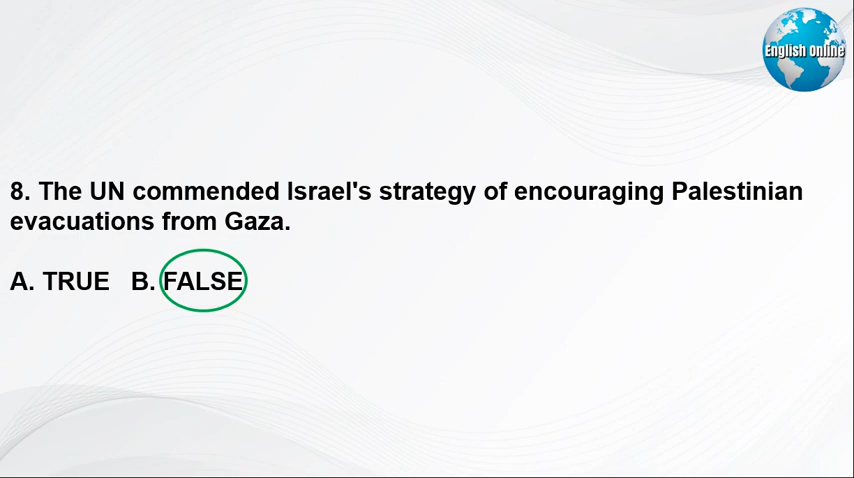 English Online
8. The UN commended Israel's strategy of encouraging Palestinian
evacuations from Gaza.
A. TRUE B. FALSE